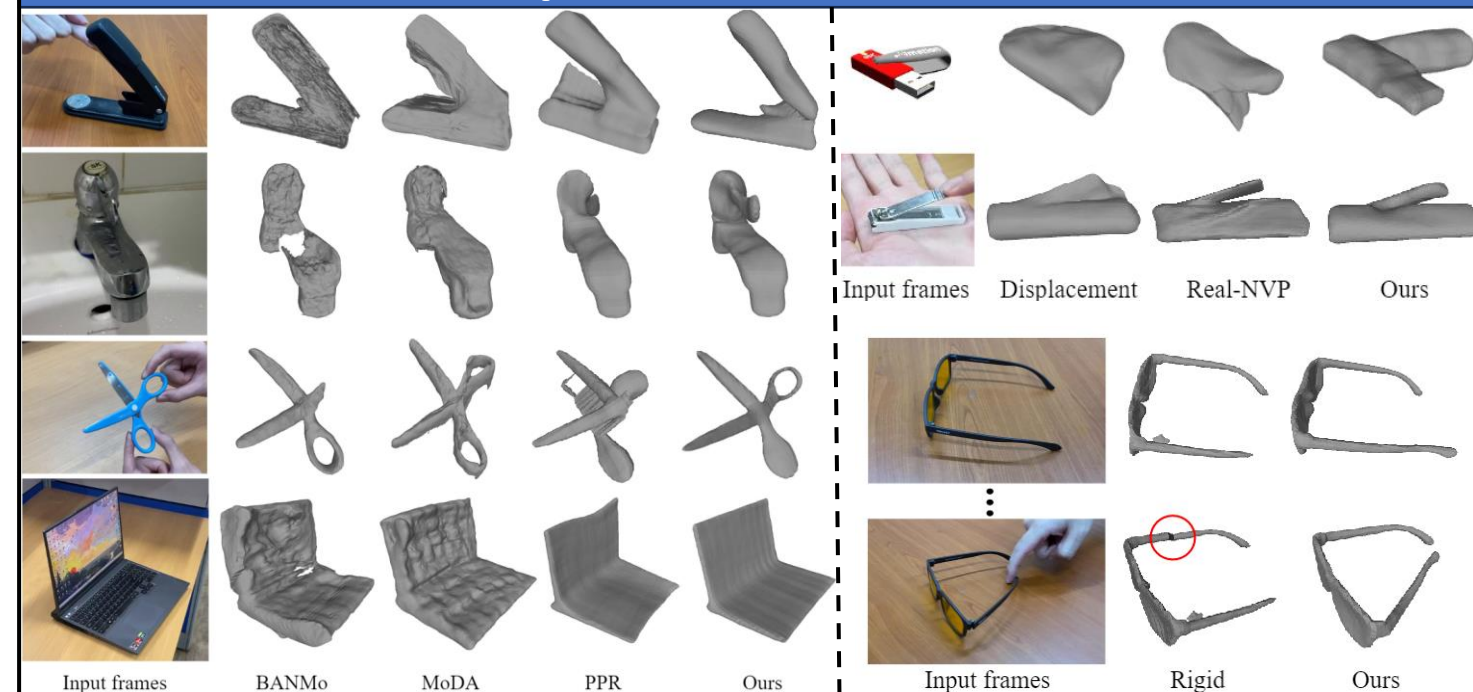 Input frames BANMo MoDA PPR Ours
Input frames Displacement Real-NVP Ours
Input frames Rigid Ours